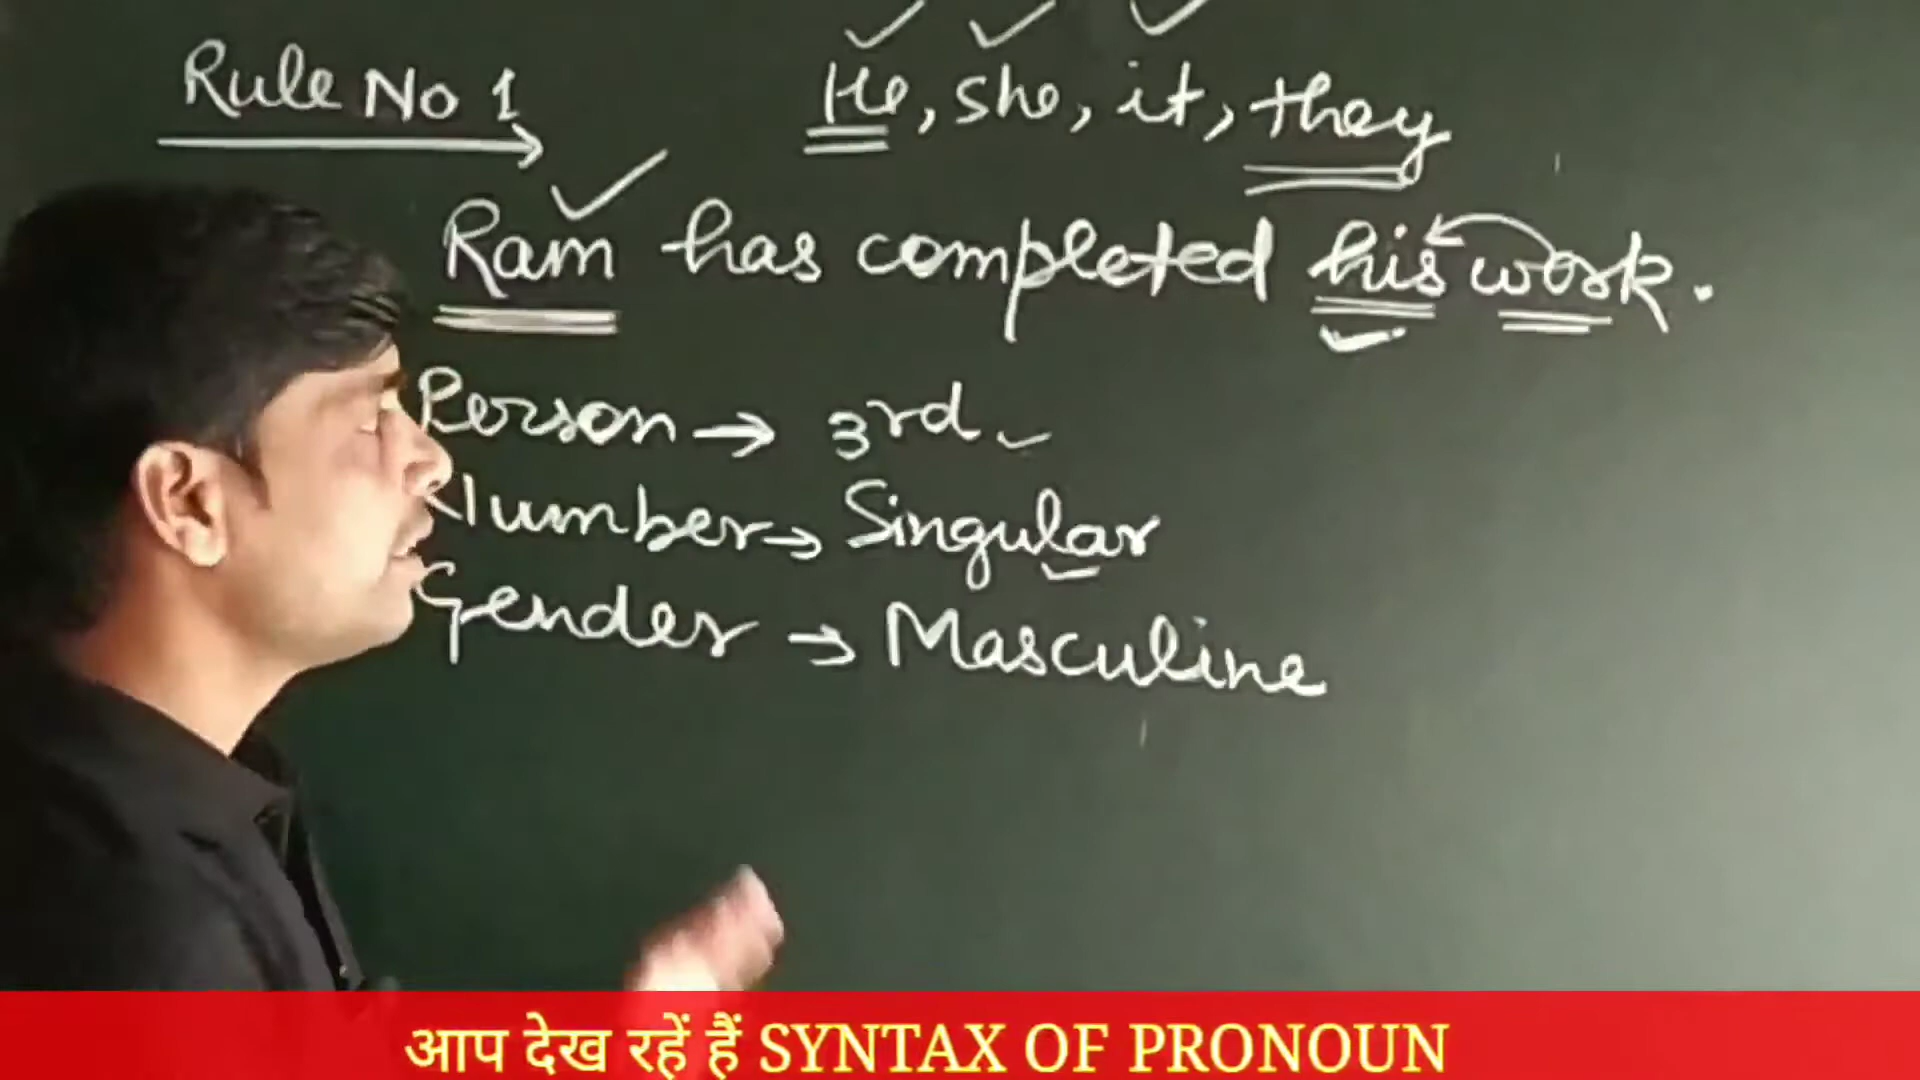 Rule No 1
He, she, it, they
Ram has completed his work.
Person → 3rd
Number → Singular
Gender → Masculine
आप देख रहें हैं SYNTAX OF PRONOUN